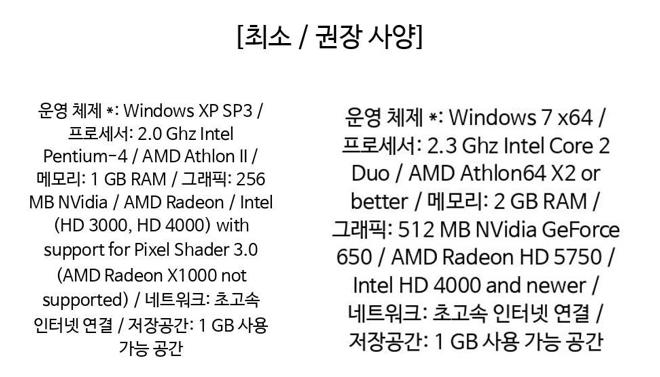 [최소 / 권장 사양]
운영 체제 *: Windows XP SP3 /
프로세서: 2.0 Ghz Intel
Pentium-4 / AMD Athlon II /
메모리: 1 GB RAM / 그래픽: 256
MB NVidia / AMD Radeon / Intel
(HD 3000, HD 4000) with
support for Pixel Shader 3.0
(AMD Radeon X1000 not
supported) / 네트워크: 초고속
인터넷 연결 / 저장공간: 1 GB 사용
가능 공간
운영 체제 *: Windows 7 x64 /
프로세서: 2.3 Ghz Intel Core 2
Duo / AMD Athlon64 X2 or
better / 메모리: 2 GB RAM /
그래픽: 512 MB NVidia GeForce
650 / AMD Radeon HD 5750 /
Intel HD 4000 and newer /
네트워크: 초고속 인터넷 연결 /
저장공간: 1 GB 사용 가능 공간